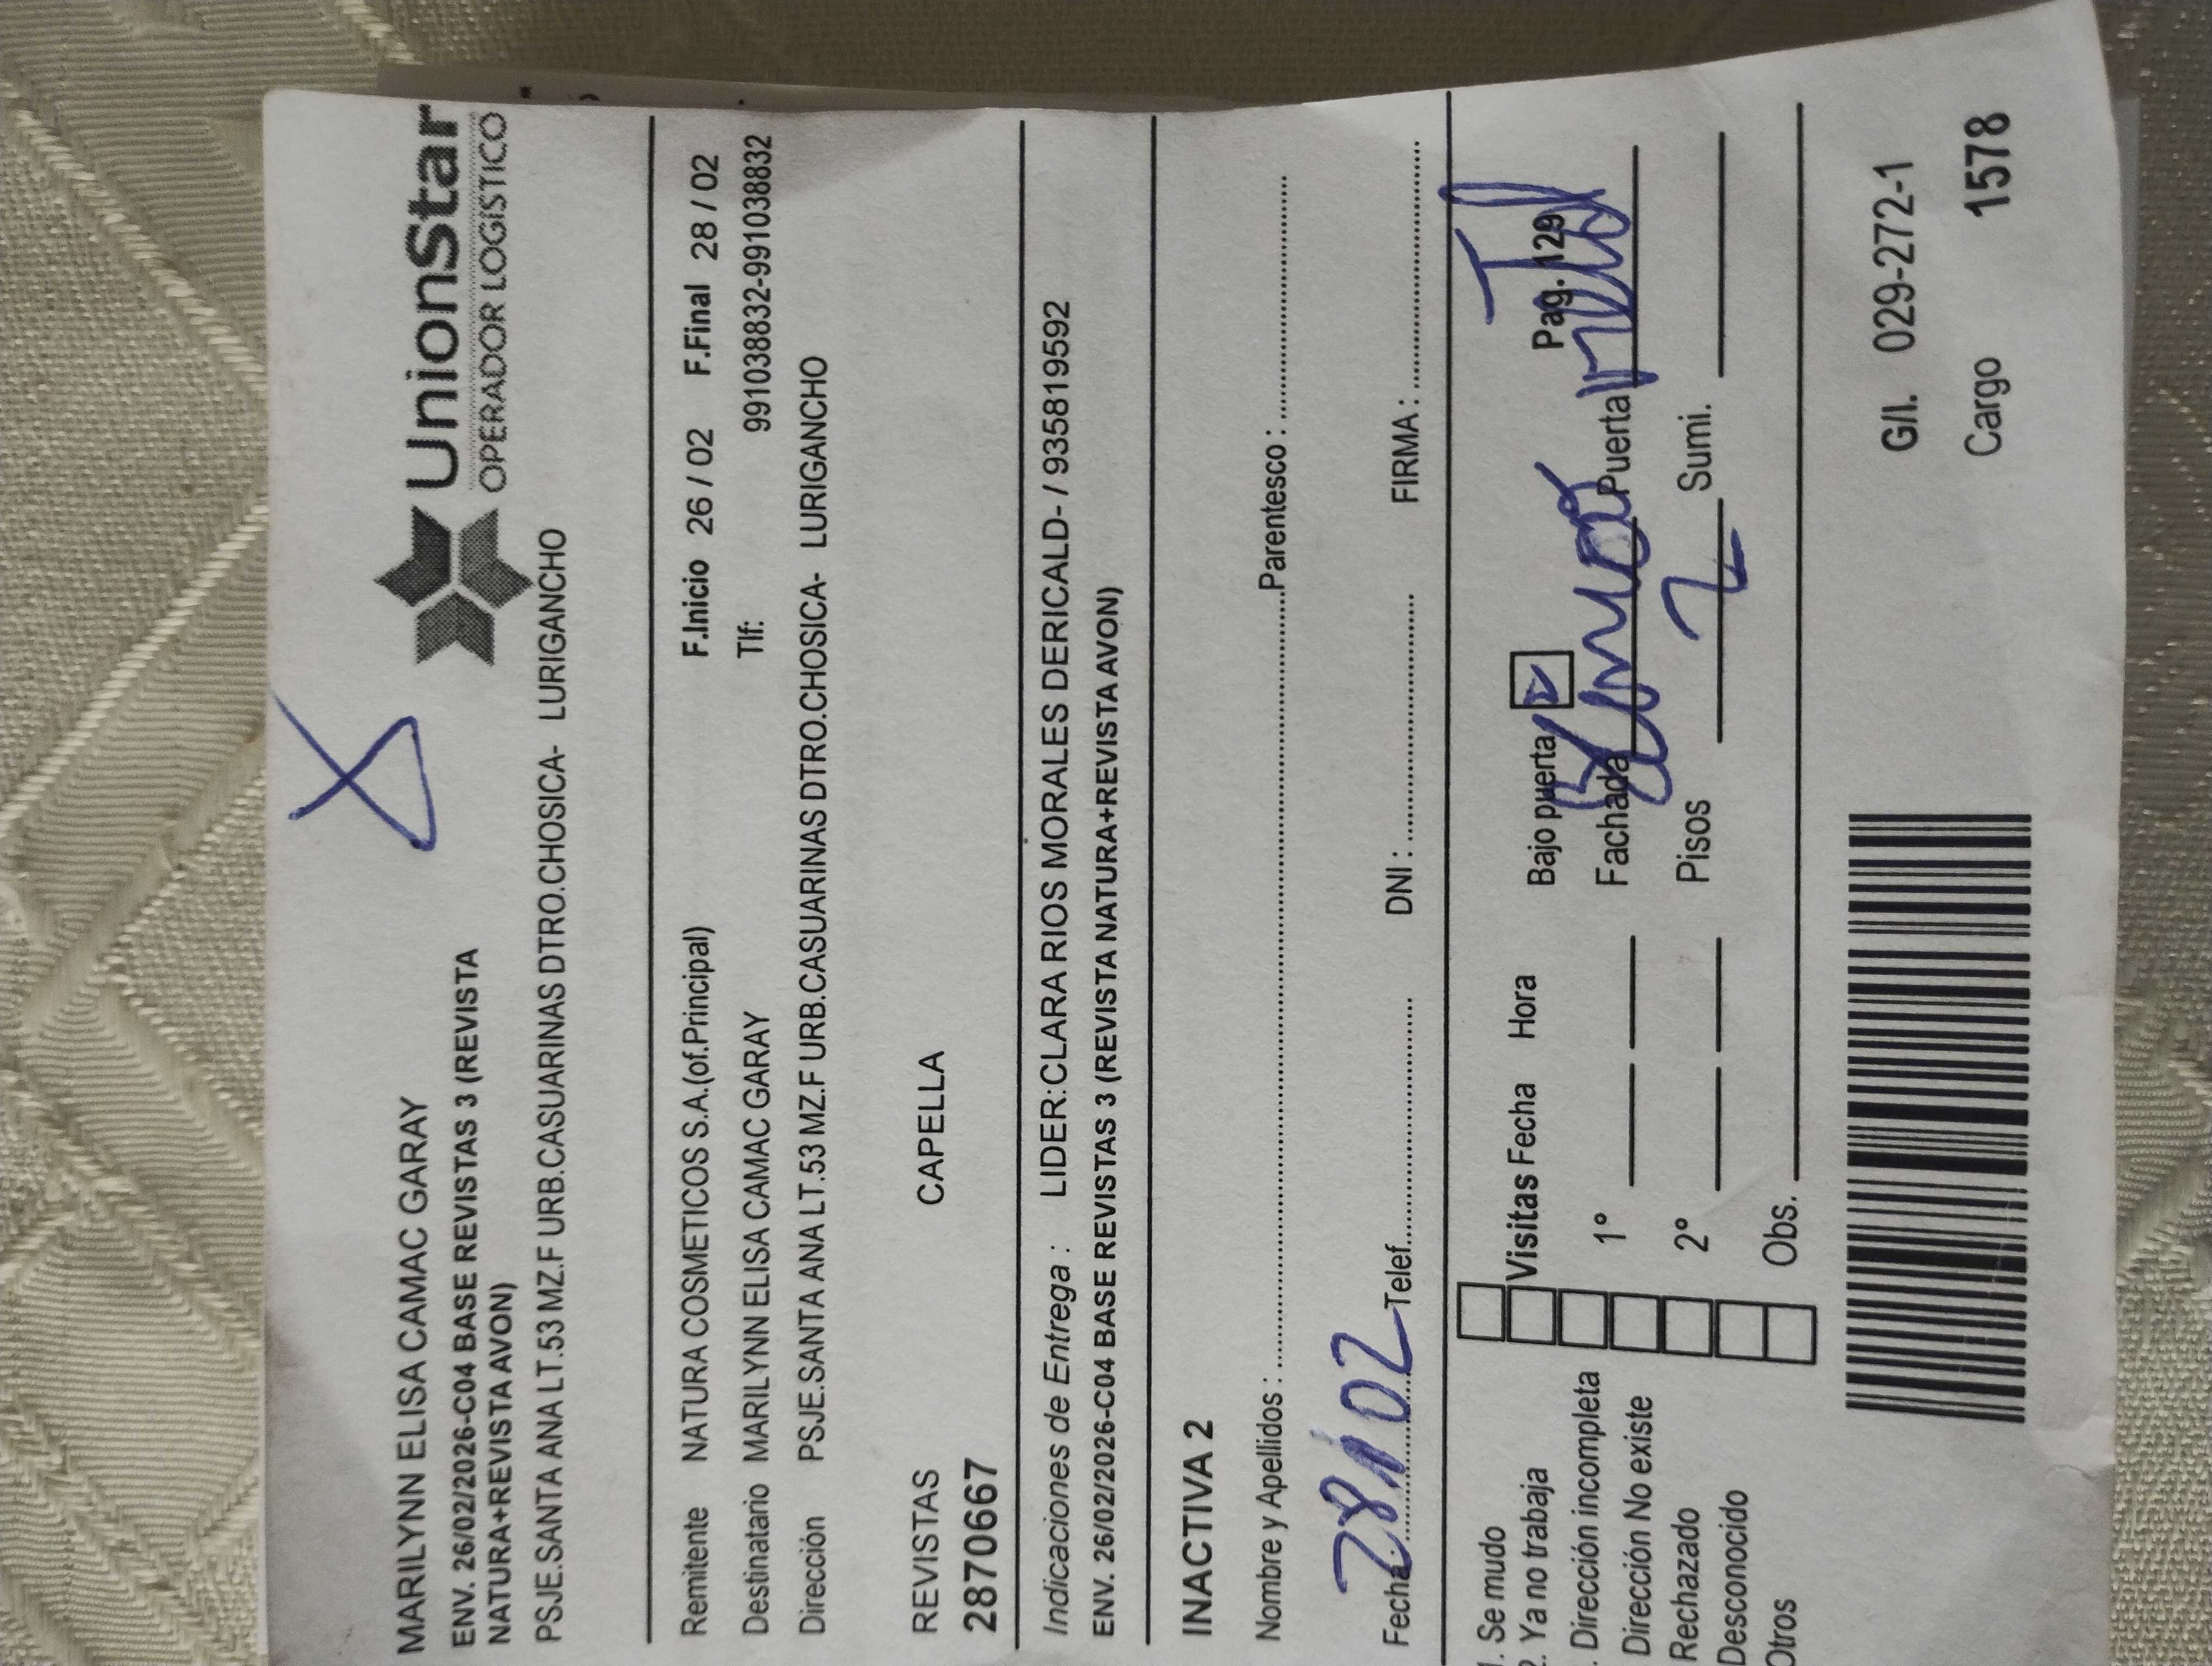 MARILYNN ELISA CAMAC GARAY
UnionStar
OPERADOR LOGÍSTICO
ENV. 26/02/2026-C04 BASE REVISTAS 3 (REVISTA
NATURA+REVISTA AVON)
PSJE.SANTA ANA LT.53 MZ.F URB.CASUARINAS DTRO.CHOSICA- LURIGANCHO
Remitente NATURA COSMETICOS S.A.(of.Principal) F.Inicio 26 / 02 F.Final 28 / 02
Destinatario MARILYNN ELISA CAMAC GARAY Tlf: 991038832-991038832
Dirección PSJE.SANTA ANA LT.53 MZ.F URB.CASUARINAS DTRO.CHOSICA- LURIGANCHO
REVISTAS CAPELLA
2870667
Indicaciones de Entrega : LIDER:CLARA RIOS MORALES DERICALD- / 935819592
ENV. 26/02/2026-C04 BASE REVISTAS 3 (REVISTA NATURA+REVISTA AVON)
INACTIVA 2
Nombre y Apellidos : Parentesco :
Fecha 28/02 Telef. DNI : FIRMA :
1. Se mudo
2. Ya no trabaja Visitas Fecha Hora Bajo puerta Pag. 129
. Dirección incompleta 1° Fachada Puerta
Dirección No existe
Rechazado 2° Pisos 2 Sumi.
Desconocido
Otros Obs.
G/I. 029-272-1
Cargo 1578